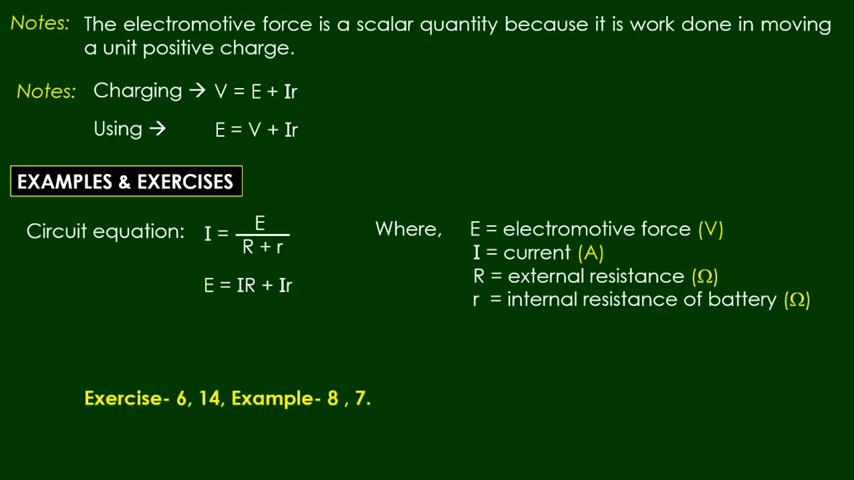 Notes: The electromotive force is a scalar quantity because it is work done in moving
a unit positive charge.
Notes: Charging → V = E + Ir
Using → E = V + Ir
EXAMPLES & EXERCISES
Circuit equation: I = E / (R + r)
E = IR + Ir
Where, E = electromotive force (V)
I = current (A)
R = external resistance (Ω)
r = internal resistance of battery (Ω)
Exercise- 6, 14, Example- 8 , 7.